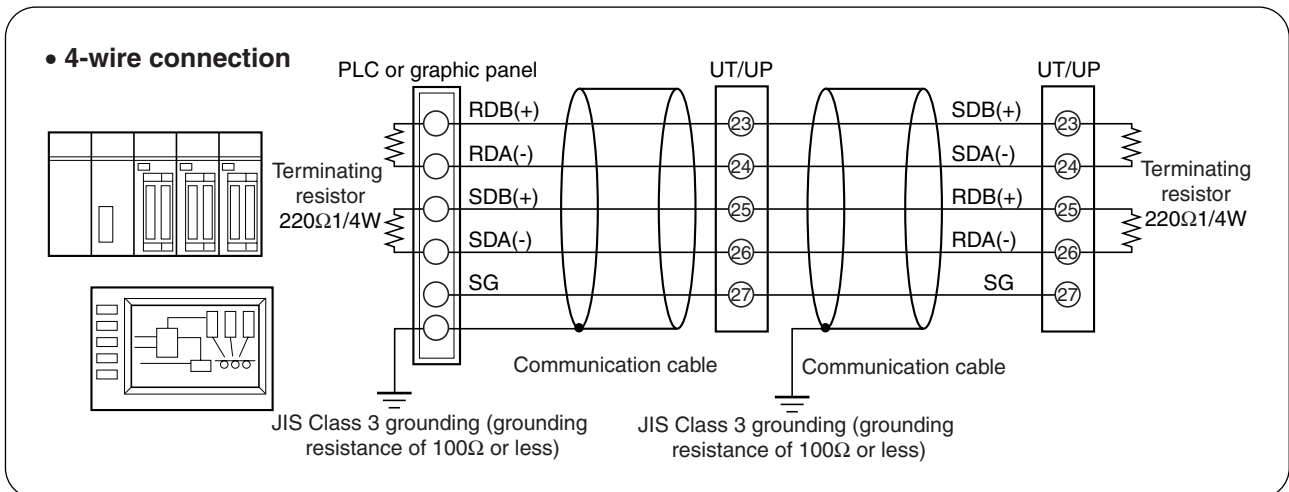 • 4-wire connection
PLC or graphic panel
UT/UP
UT/UP
RDB(+)
23
SDB(+)
23
RDA(-)
24
SDA(-)
24
Terminating
resistor
220Ω1/4W
SDB(+)
25
RDB(+)
25
Terminating
resistor
220Ω1/4W
SDA(-)
26
RDA(-)
26
SG
27
SG
27
Communication cable
Communication cable
JIS Class 3 grounding (grounding
resistance of 100Ω or less)
JIS Class 3 grounding (grounding
resistance of 100Ω or less)